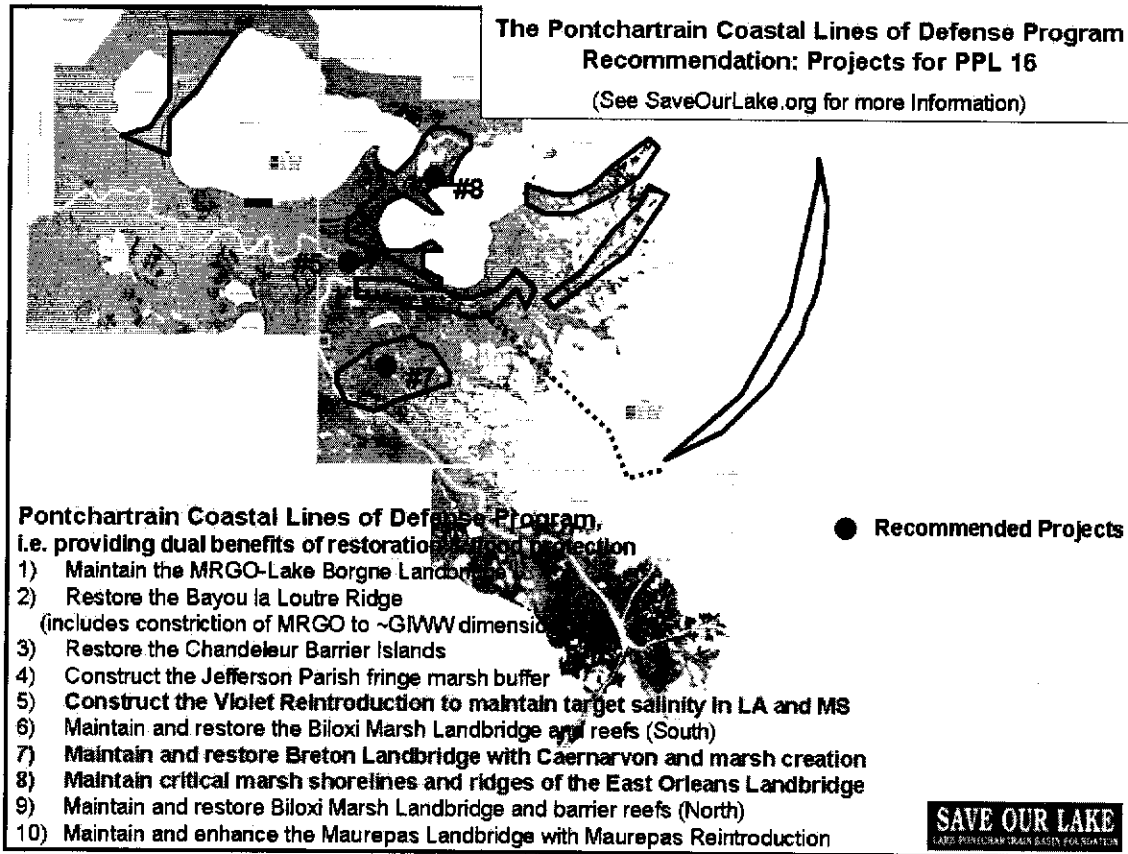 The Pontchartrain Coastal Lines of Defense Program
Recommendation: Projects for PPL 16
(See SaveOurLake.org for more Information)
#8
#5
#7
Pontchartrain Coastal Lines of Defense Program,
i.e. providing dual benefits of restoration protection
● Recommended Projects
1) Maintain the MRGO-Lake Borgne
2) Restore the Bayou la Loutre Ridge
(includes constriction of MRGO to ~GIWW
3) Restore the Chandeleur Barrier Islands
4) Construct the Jefferson Parish fringe marsh buffer
5) Construct the Violet Reintroduction to maintain target salinity in LA and MS
6) Maintain and restore the Biloxi Marsh Landbridge and reefs (South)
7) Maintain and restore Breton Landbridge with Caernarvon and marsh creation
8) Maintain critical marsh shorelines and ridges of the East Orleans Landbridge
9) Maintain and restore Biloxi Marsh Landbridge and barrier reefs (North)
10) Maintain and enhance the Maurepas Landbridge with Maurepas Reintroduction
SAVE OUR LAKE
LAKE PONTCHARTRAIN BASIN FOUNDATION